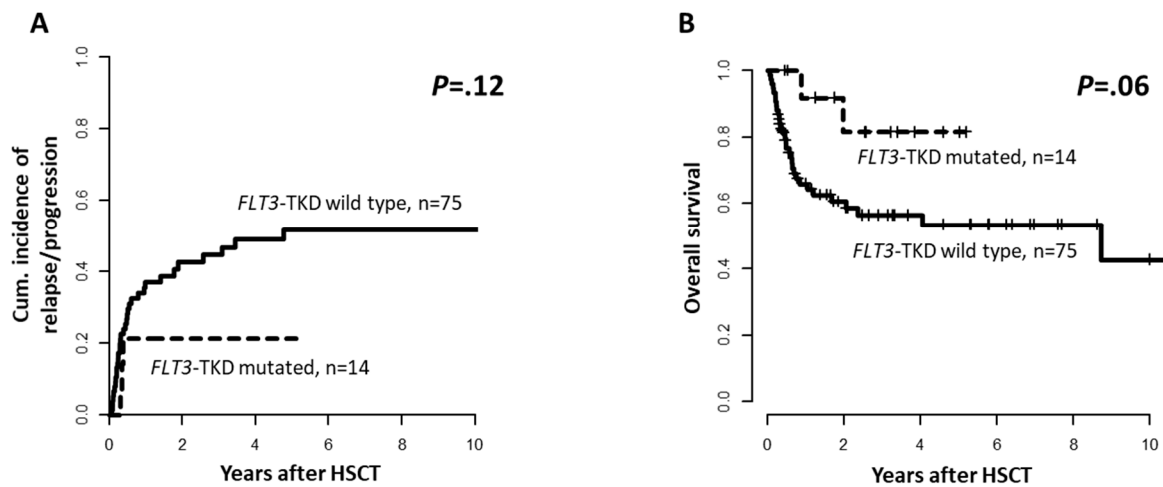 A
P=.12
1.0
0.8
0.6
0.4
0.2
0.0
Cum. incidence of
relapse/progression
FLT3-TKD wild type, n=75
FLT3-TKD mutated, n=14
0 2 4 6 8 10
Years after HSCT
B
P=.06
1.0
0.8
0.6
0.4
0.2
0.0
Overall survival
FLT3-TKD mutated, n=14
FLT3-TKD wild type, n=75
0 2 4 6 8 10
Years after HSCT